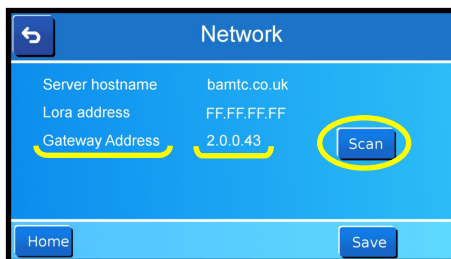 Network
Server hostname bamtc.co.uk
Lora address FF.FF.FF.FF
Gateway Address 2.0.0.43
Scan
Home Save